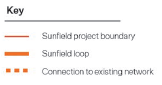 Key
Sunfield project boundary
Sunfield loop
Connection to existing network